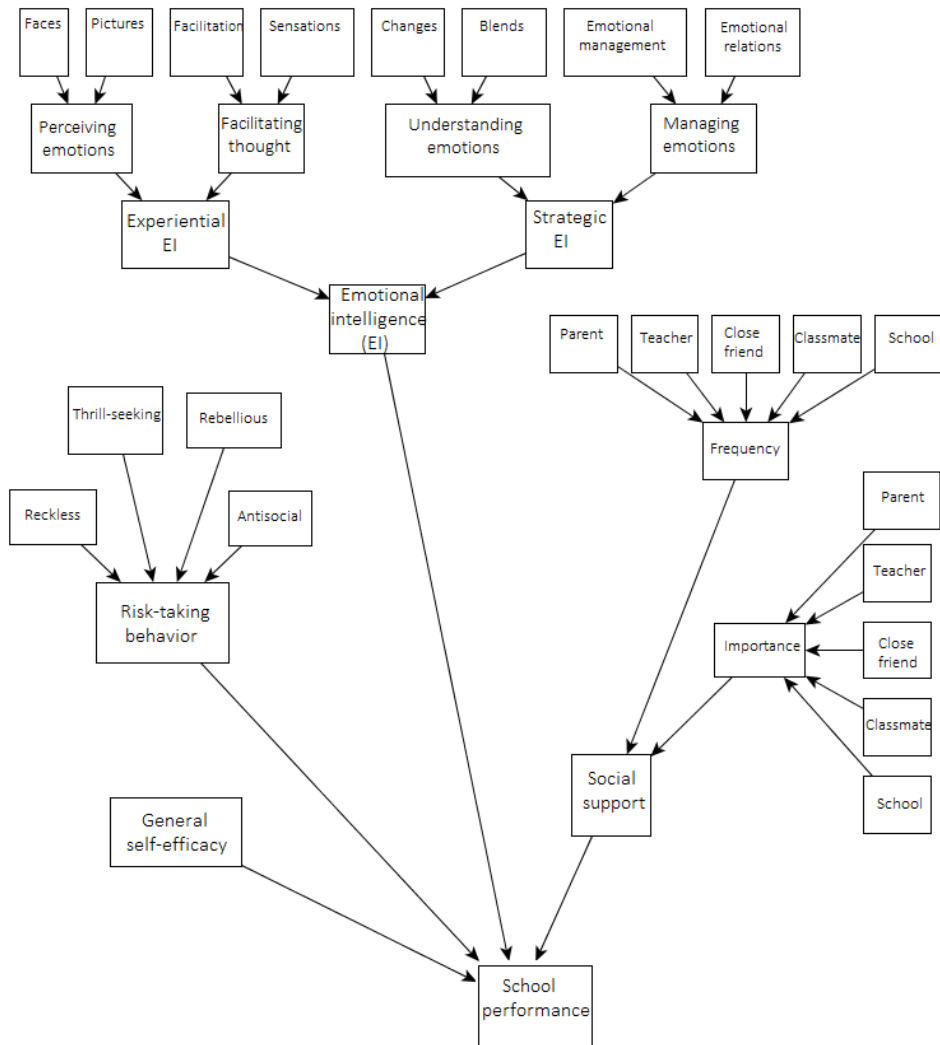 Faces
Pictures
Facilitation
Sensations
Changes
Blends
Emotional
management
Emotional
relations
Perceiving
emotions
Facilitating
thought
Understanding
emotions
Managing
emotions
Experiential
EI
Strategic
EI
Emotional
intelligence
(EI)
Parent
Teacher
Close
friend
Classmate
School
Thrill-seeking
Rebellious
Frequency
Reckless
Antisocial
Parent
Teacher
Risk-taking
behavior
Importance
Close
friend
Classmate
Social
support
School
General
self-efficacy
School
performance